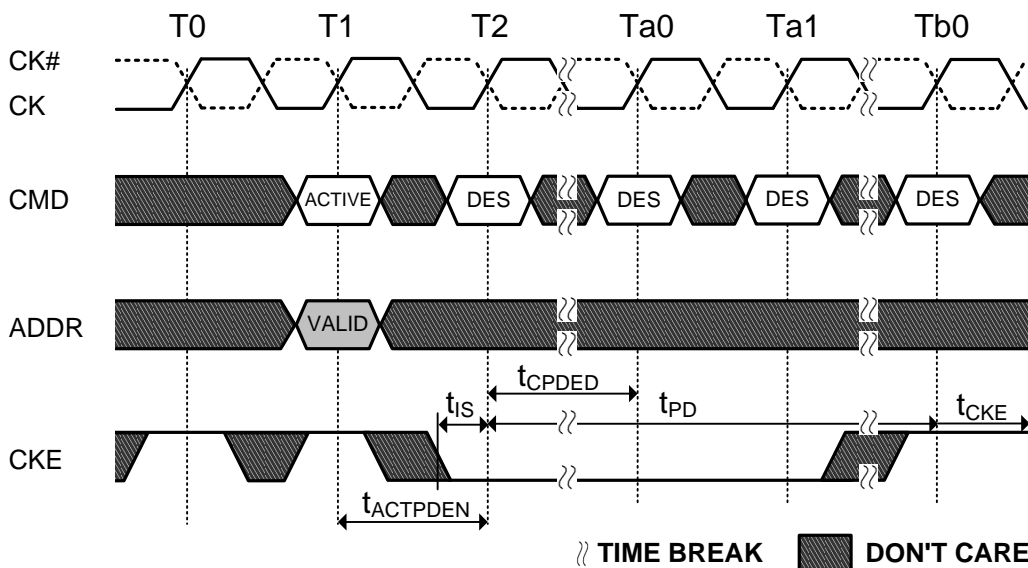 T0 T1 T2 Ta0 Ta1 Tb0
CK#
CK
CMD ACTIVE DES DES DES DES
ADDR VALID
tCPDED
tIS tPD tCKE
CKE
tACTPDEN
TIME BREAK DON'T CARE